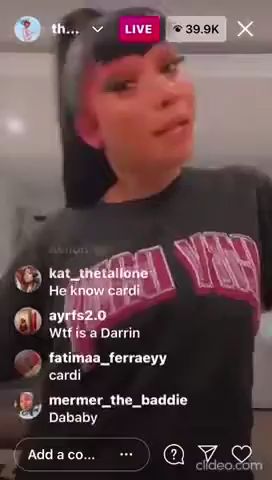 th...
LIVE
39.9K
kat_thetallone
He know cardi
ayrfs2.0
Wtf is a Darrin
fatimaa_ferraeyy
cardi
mermer_the_baddie
Dababy
Add a co...
clideo.com